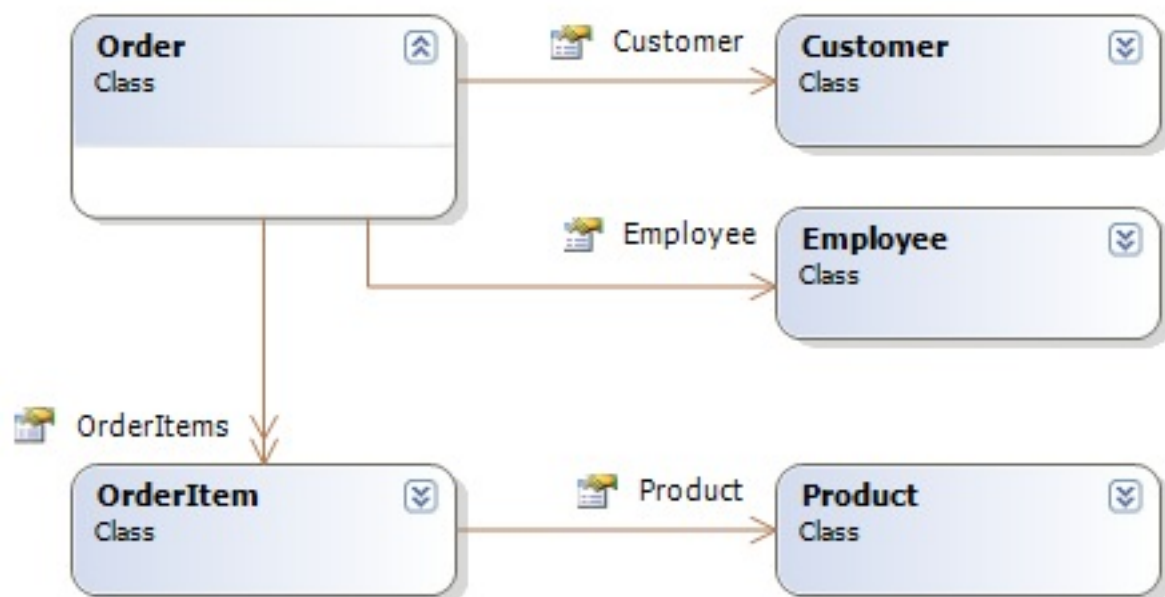 Order
Class
Customer
Customer
Class
Employee
Employee
Class
OrderItems
OrderItem
Class
Product
Product
Class